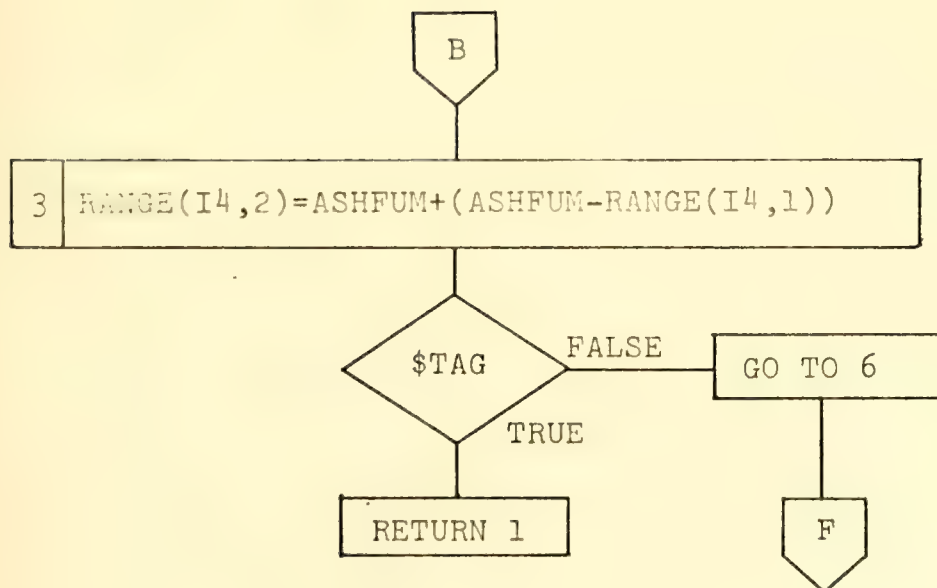 B
3 RANGE(I4,2)=ASHFUM+(ASHFUM-RANGE(I4,1))
$TAG
FALSE
GO TO 6
TRUE
RETURN 1
F